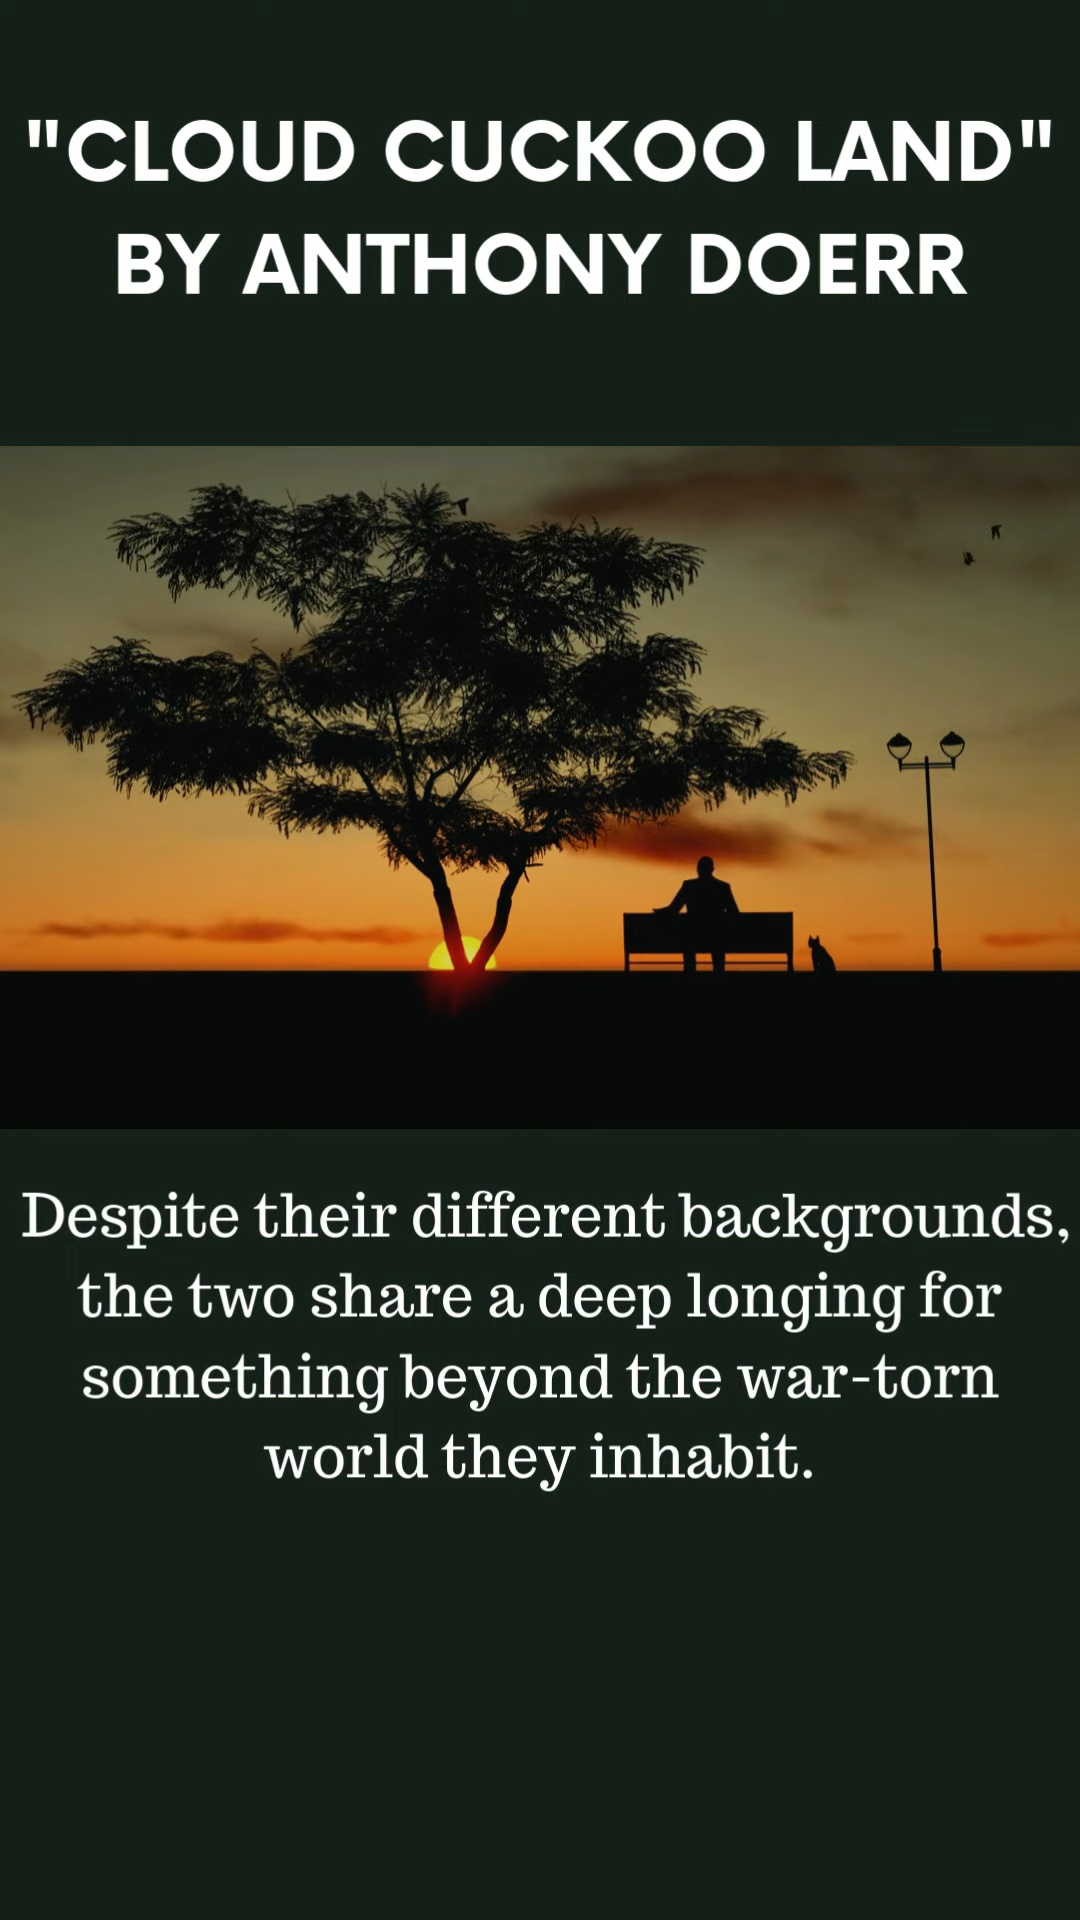 "CLOUD CUCKOO LAND"
BY ANTHONY DOERR
Despite their different backgrounds,
the two share a deep longing for
something beyond the war-torn
world they inhabit.